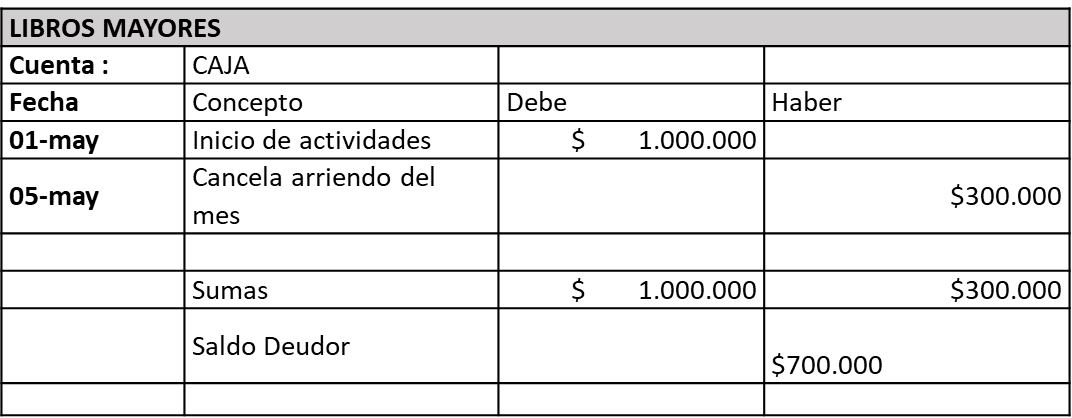 LIBROS MAYORES
Cuenta : CAJA
Fecha Concepto Debe Haber
01-may Inicio de actividades $ 1.000.000
05-may Cancela arriendo del
mes $300.000
Sumas $ 1.000.000 $300.000
Saldo Deudor $700.000